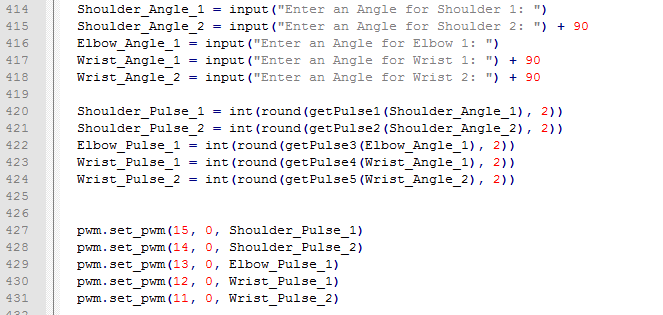 414 Shoulder_Angle_1 = input("Enter an Angle for Shoulder 1: ")
415 Shoulder_Angle_2 = input("Enter an Angle for Shoulder 2: ") + 90
416 Elbow_Angle_1 = input("Enter an Angle for Elbow 1: ")
417 Wrist_Angle_1 = input("Enter an Angle for Wrist 1: ") + 90
418 Wrist_Angle_2 = input("Enter an Angle for Wrist 2: ") + 90
419
420 Shoulder_Pulse_1 = int(round(getPulse1(Shoulder_Angle_1), 2))
421 Shoulder_Pulse_2 = int(round(getPulse2(Shoulder_Angle_2), 2))
422 Elbow_Pulse_1 = int(round(getPulse3(Elbow_Angle_1), 2))
423 Wrist_Pulse_1 = int(round(getPulse4(Wrist_Angle_1), 2))
424 Wrist_Pulse_2 = int(round(getPulse5(Wrist_Angle_2), 2))
425
426
427 pwm.set_pwm(15, 0, Shoulder_Pulse_1)
428 pwm.set_pwm(14, 0, Shoulder_Pulse_2)
429 pwm.set_pwm(13, 0, Elbow_Pulse_1)
430 pwm.set_pwm(12, 0, Wrist_Pulse_1)
431 pwm.set_pwm(11, 0, Wrist_Pulse_2)
432